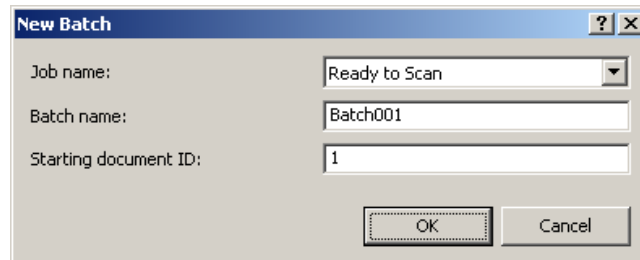 New Batch
Job name: Ready to Scan
Batch name: Batch001
Starting document ID: 1
OK Cancel